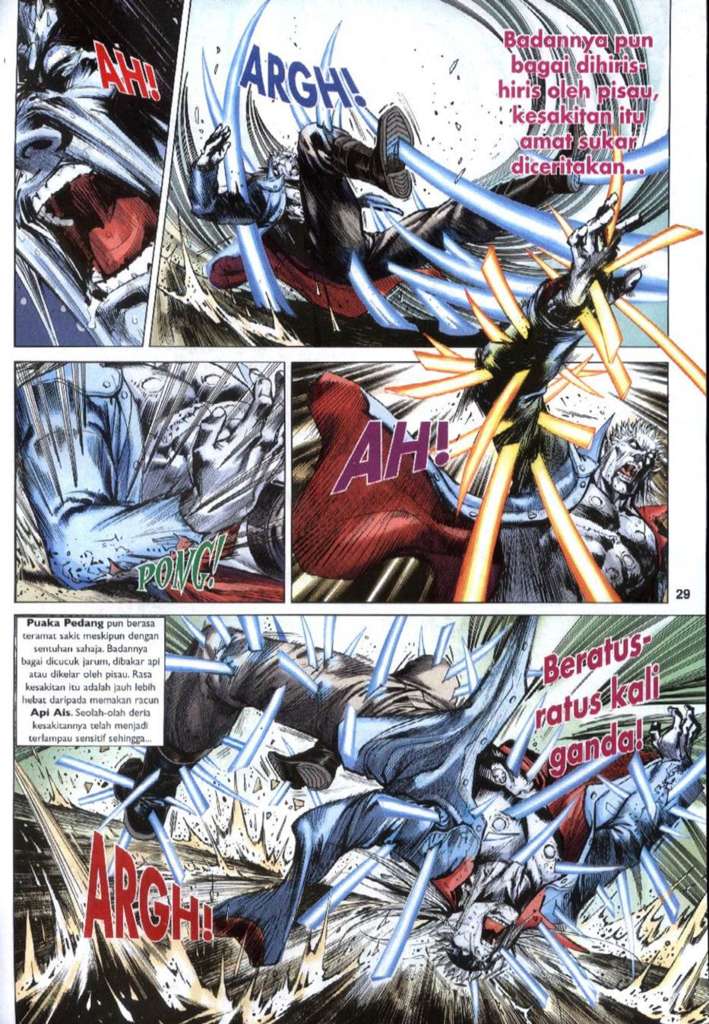 AH!
ARGH!
Badannya pun
bagai dihiris-
hiris oleh pisau,
kesakitan itu
amat sukar
diceritakan...
PONG!
AH!
29
Puaka Pedang pun berasa
teramat sakit meskipun dengan
sentuhan sahaja. Badannya
bagai dicucuk jarum, dibakar api
atau dikelar oleh pisau. Rasa
kesakitan itu adalah jauh lebih
hebat daripada memakan racun
Api Ais. Seolah-olah deria
kesakitannya telah menjadi
terlampau sensitif sehingga...
Beratus-
ratus kali
ganda!
ARGH!